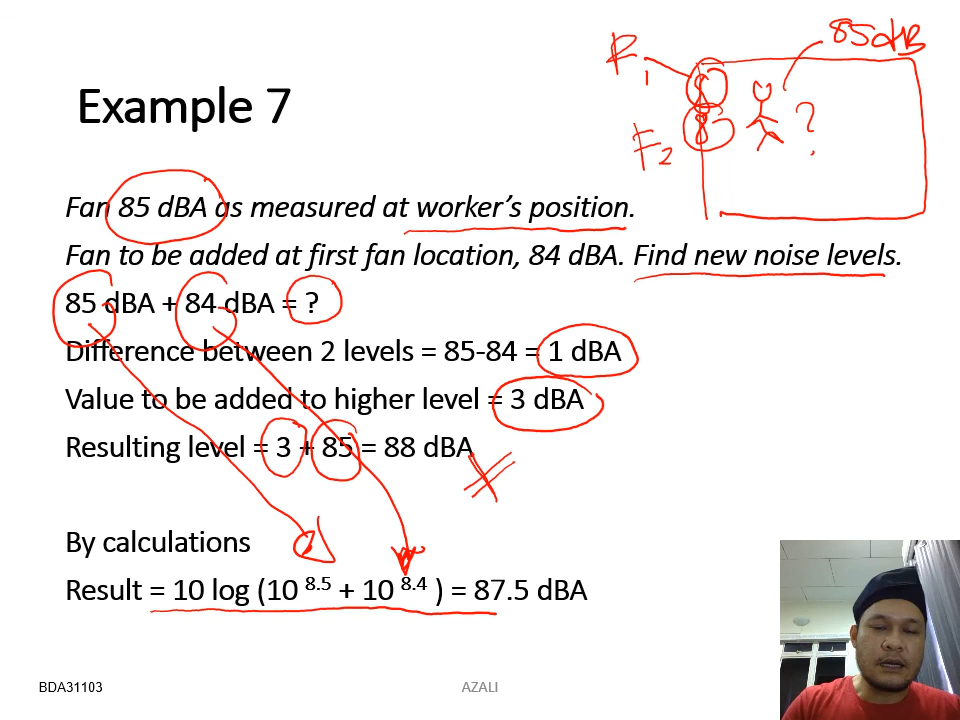 85 dB
F1
F2
?
Example 7
Fan 85 dBA as measured at worker's position.
Fan to be added at first fan location, 84 dBA. Find new noise levels.
85 dBA + 84 dBA = ?
Difference between 2 levels = 85-84 = 1 dBA
Value to be added to higher level = 3 dBA
Resulting level = 3 + 85 = 88 dBA
By calculations
Result = 10 log (10 8.5 + 10 8.4 ) = 87.5 dBA
BDA31103
AZALI